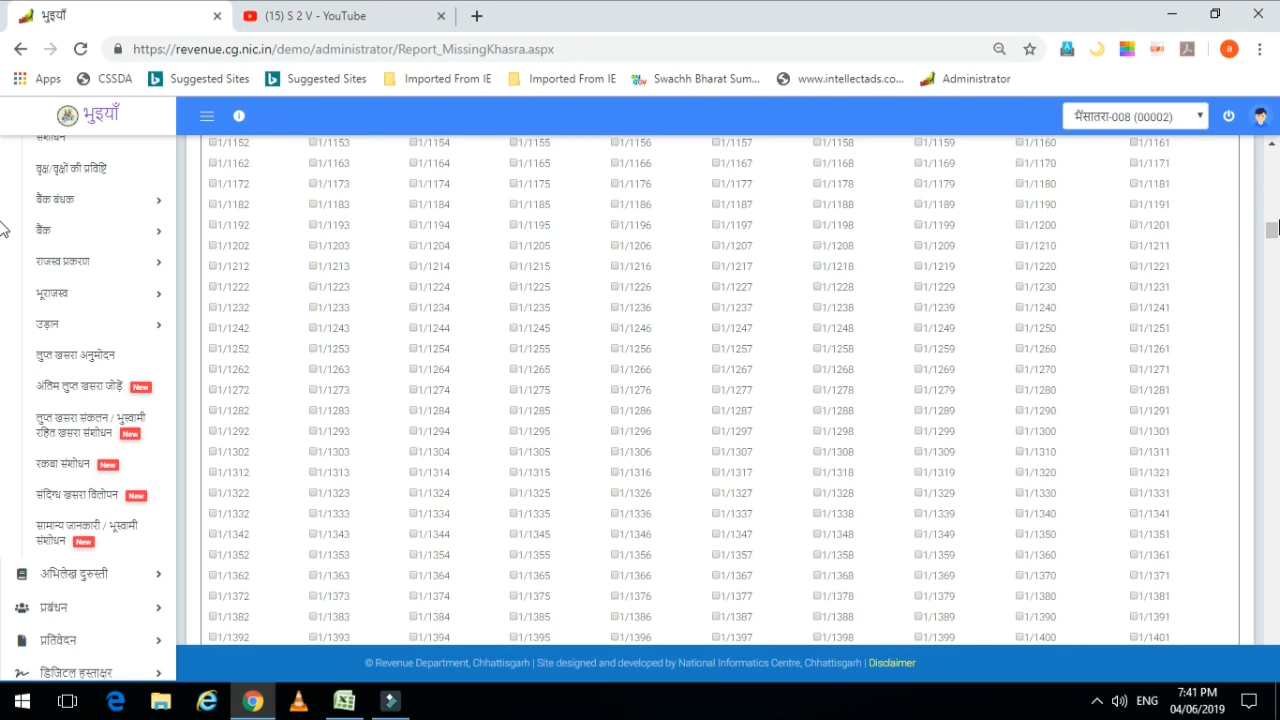 भुइयाँ
(15) S 2 V - YouTube
https://revenue.cg.nic.in/demo/administrator/Report_MissingKhasra.aspx
Apps CSSDA Suggested Sites Suggested Sites Imported From IE Imported From IE Swachh Bharat Sum... www.intellectads.co... Administrator
भुइयाँ
भैंसातरा-008 (00002)
संशोधन
वृक्ष/वृक्षों की प्रविष्टि
बैंक बंधक
बैंक
राजस्व प्रकरण
भूराजस्व
उड़ान
लुप्त खसरा अनुमोदन
अंतिम लुप्त खसरा जोड़ें New
लुप्त खसरा संकलन / भूस्वामी
रहित खसरा संशोधन New
रकबा संशोधन New
संदिग्ध खसरा विलोपन New
सामान्य जानकारी / भूस्वामी
संशोधन New
अभिलेख दुरुस्ती
प्रबंधन
प्रतिवेदन
डिजिटल हस्ताक्षर
1/1152 1/1153 1/1154 1/1155 1/1156 1/1157 1/1158 1/1159 1/1160 1/1161
1/1162 1/1163 1/1164 1/1165 1/1166 1/1167 1/1168 1/1169 1/1170 1/1171
1/1172 1/1173 1/1174 1/1175 1/1176 1/1177 1/1178 1/1179 1/1180 1/1181
1/1182 1/1183 1/1184 1/1185 1/1186 1/1187 1/1188 1/1189 1/1190 1/1191
1/1192 1/1193 1/1194 1/1195 1/1196 1/1197 1/1198 1/1199 1/1200 1/1201
1/1202 1/1203 1/1204 1/1205 1/1206 1/1207 1/1208 1/1209 1/1210 1/1211
1/1212 1/1213 1/1214 1/1215 1/1216 1/1217 1/1218 1/1219 1/1220 1/1221
1/1222 1/1223 1/1224 1/1225 1/1226 1/1227 1/1228 1/1229 1/1230 1/1231
1/1232 1/1233 1/1234 1/1235 1/1236 1/1237 1/1238 1/1239 1/1240 1/1241
1/1242 1/1243 1/1244 1/1245 1/1246 1/1247 1/1248 1/1249 1/1250 1/1251
1/1252 1/1253 1/1254 1/1255 1/1256 1/1257 1/1258 1/1259 1/1260 1/1261
1/1262 1/1263 1/1264 1/1265 1/1266 1/1267 1/1268 1/1269 1/1270 1/1271
1/1272 1/1273 1/1274 1/1275 1/1276 1/1277 1/1278 1/1279 1/1280 1/1281
1/1282 1/1283 1/1284 1/1285 1/1286 1/1287 1/1288 1/1289 1/1290 1/1291
1/1292 1/1293 1/1294 1/1295 1/1296 1/1297 1/1298 1/1299 1/1300 1/1301
1/1302 1/1303 1/1304 1/1305 1/1306 1/1307 1/1308 1/1309 1/1310 1/1311
1/1312 1/1313 1/1314 1/1315 1/1316 1/1317 1/1318 1/1319 1/1320 1/1321
1/1322 1/1323 1/1324 1/1325 1/1326 1/1327 1/1328 1/1329 1/1330 1/1331
1/1332 1/1333 1/1334 1/1335 1/1336 1/1337 1/1338 1/1339 1/1340 1/1341
1/1342 1/1343 1/1344 1/1345 1/1346 1/1347 1/1348 1/1349 1/1350 1/1351
1/1352 1/1353 1/1354 1/1355 1/1356 1/1357 1/1358 1/1359 1/1360 1/1361
1/1362 1/1363 1/1364 1/1365 1/1366 1/1367 1/1368 1/1369 1/1370 1/1371
1/1372 1/1373 1/1374 1/1375 1/1376 1/1377 1/1378 1/1379 1/1380 1/1381
1/1382 1/1383 1/1384 1/1385 1/1386 1/1387 1/1388 1/1389 1/1390 1/1391
1/1392 1/1393 1/1394 1/1395 1/1396 1/1397 1/1398 1/1399 1/1400 1/1401
© Revenue Department, Chhattisgarh | Site designed and developed by National Informatics Centre, Chhattisgarh | Disclaimer
ENG
7:41 PM
04/06/2019